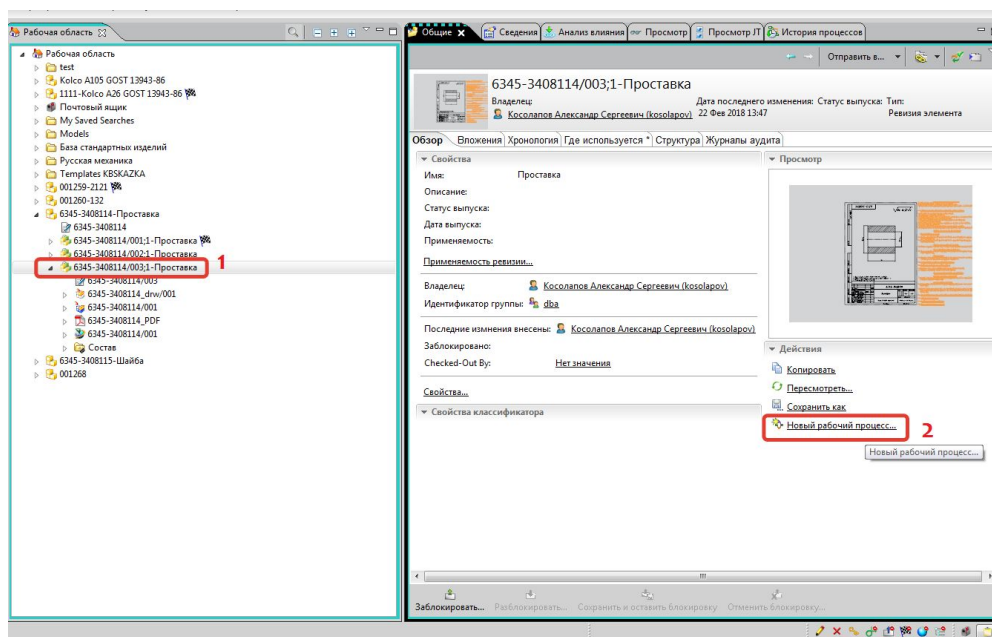 Рабочая область
Рабочая область
test
Kolco A105 GOST 13943-86
1111-Kolco A26 GOST 13943-86
Почтовый ящик
My Saved Searches
Models
База стандартных изделий
Русская механика
Templates KBSKAZKA
001259-2121
001260-132
6345-3408114-Проставка
6345-3408114
6345-3408114/001;1-Проставка
6345-3408114/002;1-Проставка
6345-3408114/003;1-Проставка
1
6345-3408114/003
6345-3408114_drw/001
6345-3408114/001
6345-3408114_PDF
6345-3408114/001
Состав
6345-3408115-Шайба
001268
Общие Сведения Анализ влияния Просмотр Просмотр JT История процессов
Отправить в...
6345-3408114/003;1-Проставка
Владелец: Дата последнего изменения: Статус выпуска: Тип:
Косолапов Александр Сергеевич (kosolapov) 22 Фев 2018 13:47 Ревизия элемента
Обзор Вложения Хронология Где используется * Структура Журналы аудита
Свойства
Имя: Проставка
Описание:
Статус выпуска:
Дата выпуска:
Применяемость:
Применяемость ревизии...
Владелец: Косолапов Александр Сергеевич (kosolapov)
Идентификатор группы: dba
Последние измнения внесены: Косолапов Александр Сергеевич (kosolapov)
Заблокировано:
Checked-Out By: Нет значения
Свойства...
Свойства классификатора
Просмотр
Действия
Копировать
Пересмотреть...
Сохранить как
Новый рабочий процесс...
2
Новый рабочий процесс...
Заблокировать... Разблокировать... Сохранить и оставить блокировку Отменить блокировку...